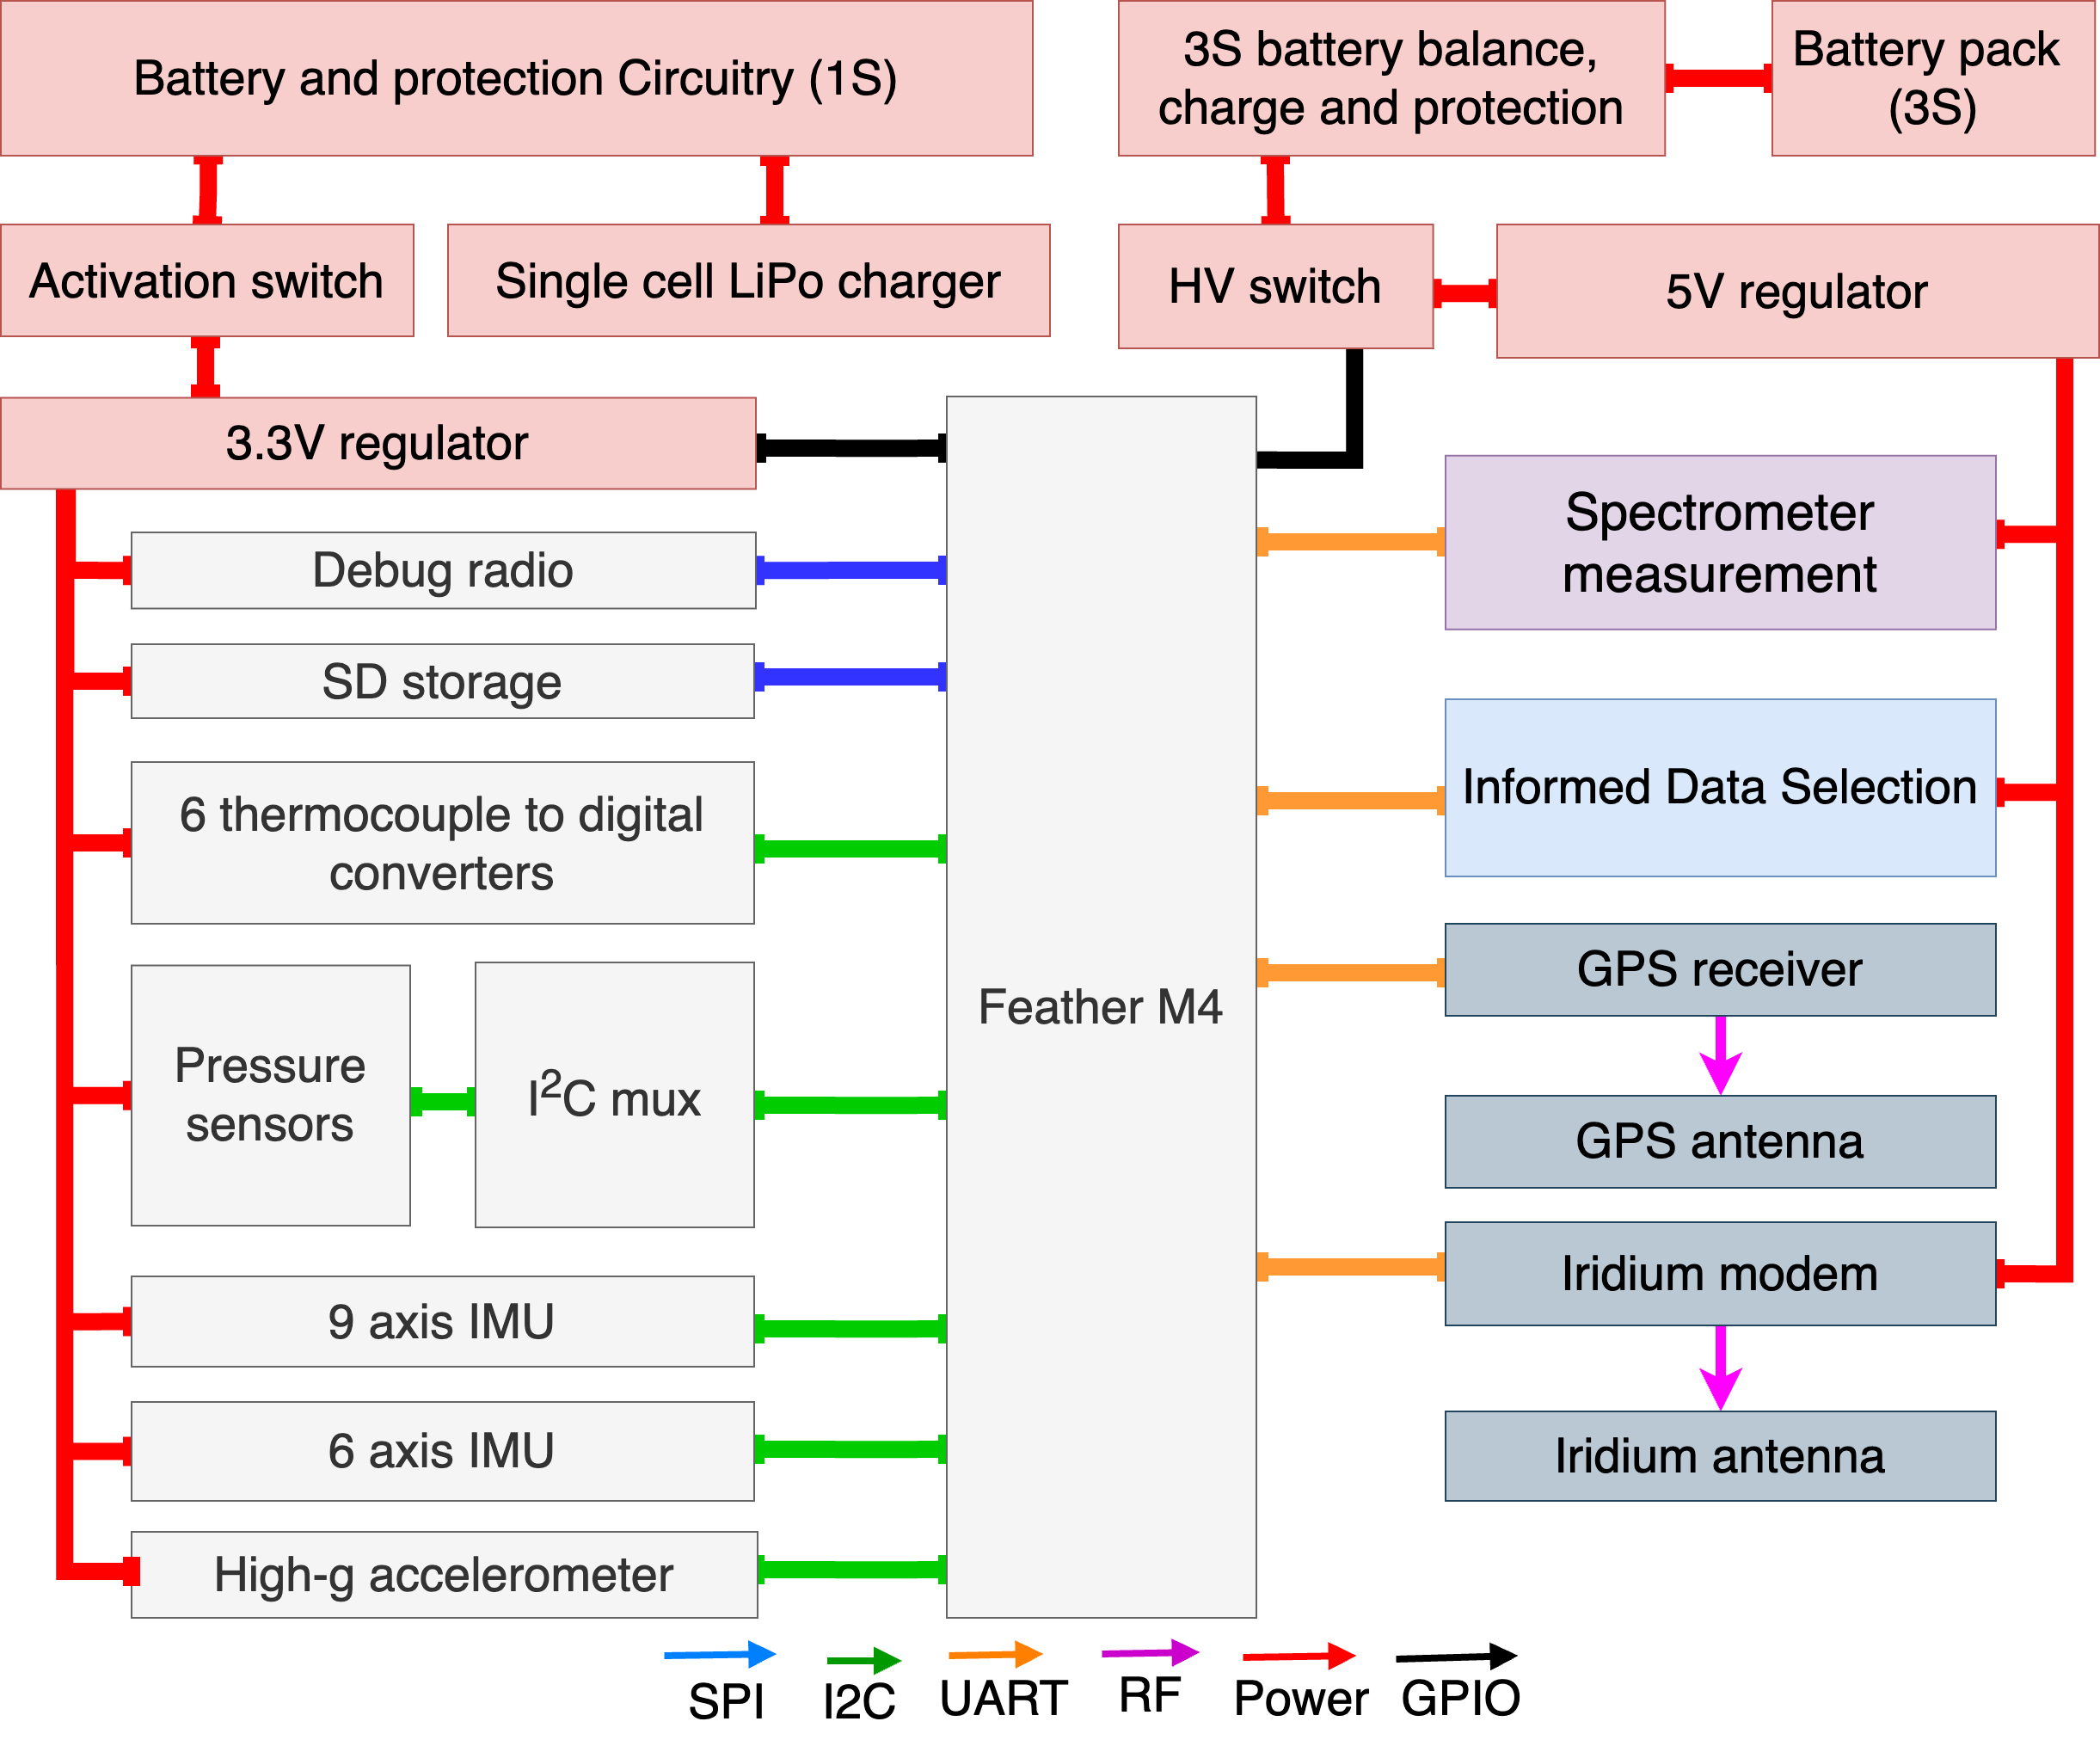 Battery and protection Circuitry (1S)
3S battery balance,
charge and protection
Battery pack
(3S)
Activation switch
Single cell LiPo charger
HV switch
5V regulator
3.3V regulator
Debug radio
SD storage
6 thermocouple to digital
converters
Pressure
sensors
I²C mux
9 axis IMU
6 axis IMU
High-g accelerometer
Feather M4
Spectrometer
measurement
Informed Data Selection
GPS receiver
GPS antenna
Iridium modem
Iridium antenna
SPI
I2C
UART
RF
Power
GPIO